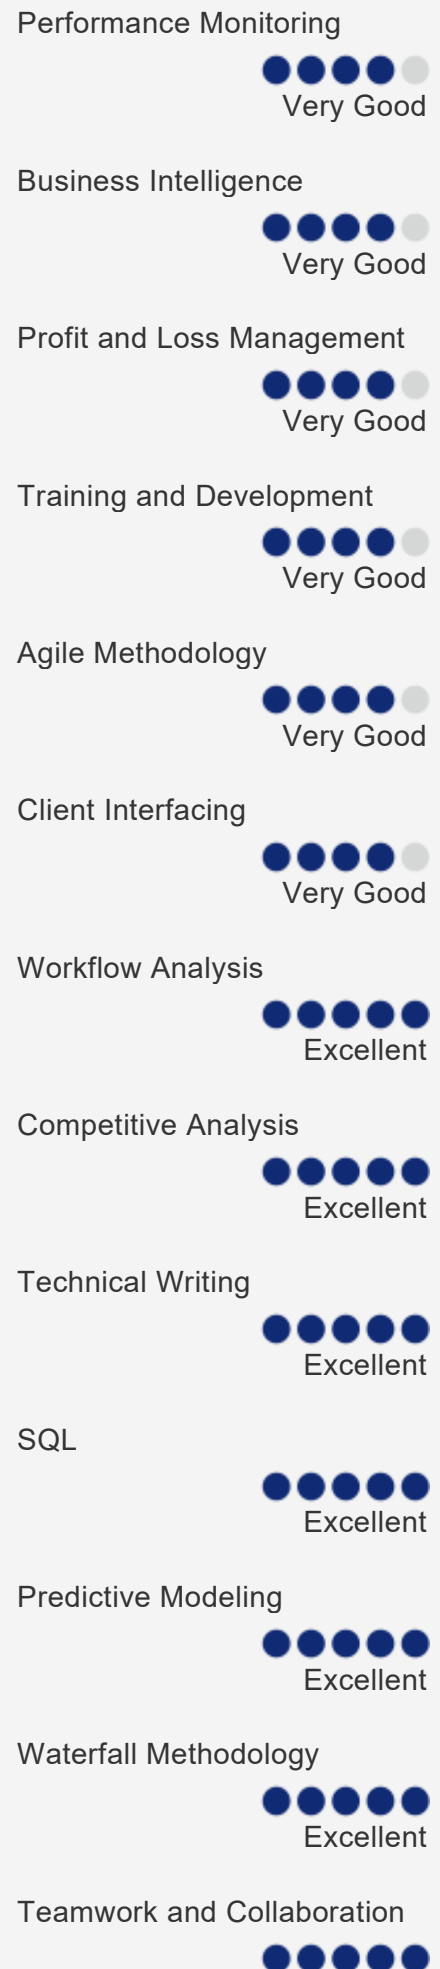 Performance Monitoring
Very Good
Business Intelligence
Very Good
Profit and Loss Management
Very Good
Training and Development
Very Good
Agile Methodology
Very Good
Client Interfacing
Very Good
Workflow Analysis
Excellent
Competitive Analysis
Excellent
Technical Writing
Excellent
SQL
Excellent
Predictive Modeling
Excellent
Waterfall Methodology
Excellent
Teamwork and Collaboration